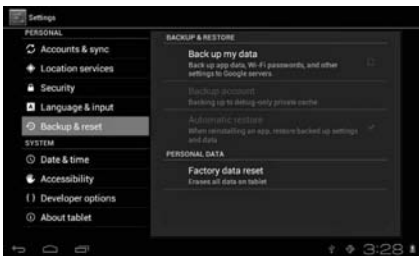 Settings
PERSONAL
Accounts & sync
Location services
Security
Language & input
Backup & reset
SYSTEM
Date & time
Accessibility
{ } Developer options
About tablet
BACKUP & RESTORE
Back up my data
Back up app data, Wi-Fi passwords, and other
settings to Google servers
Backup account
Backing up to debug-only private cache
Automatic restore
When reinstalling an app, restore backed up settings
and data
PERSONAL DATA
Factory data reset
Erases all data on tablet
3:28